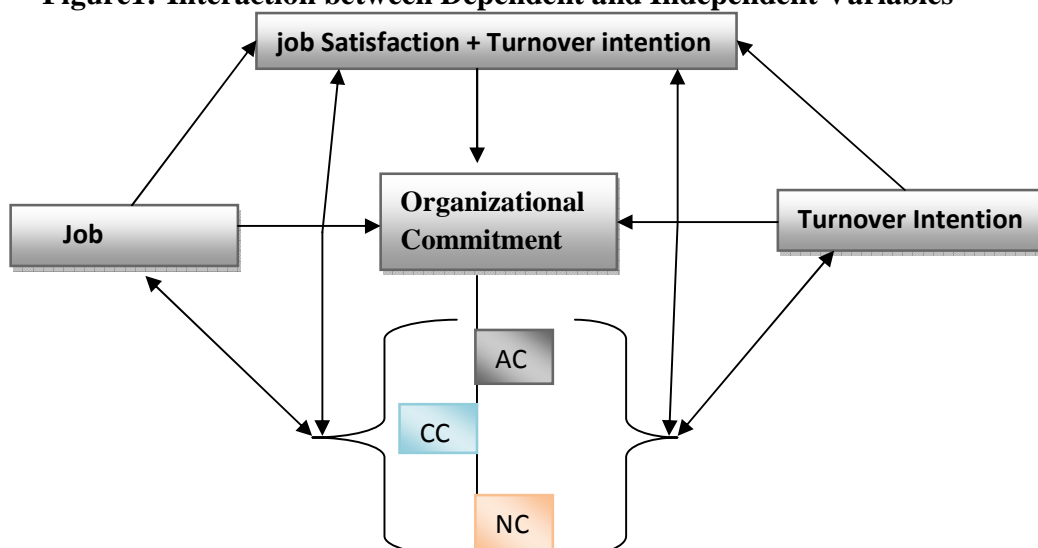 Figure1: Interaction between Dependent and Independent Variables
job Satisfaction + Turnover intention
Organizational
Commitment
Job
Turnover Intention
AC
CC
NC